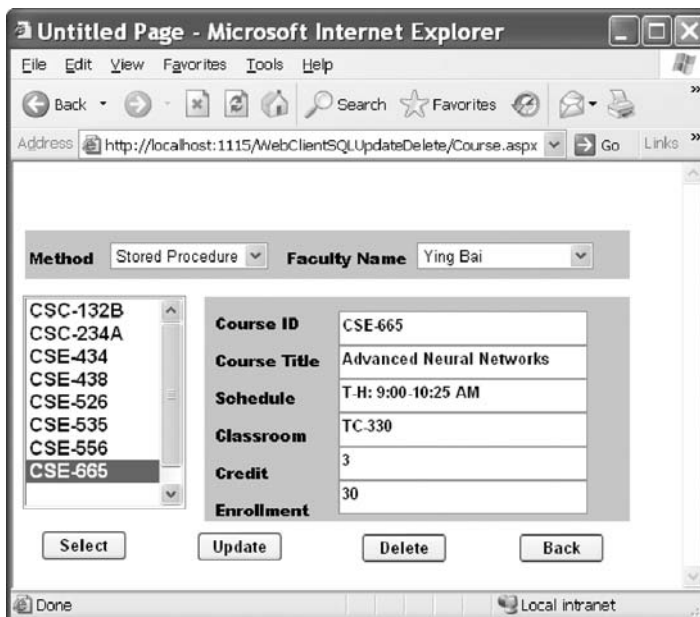 Untitled Page - Microsoft Internet Explorer
File Edit View Favorites Tools Help
Back Search Favorites »
Address http://localhost:1115/WebClientSQLUpdateDelete/Course.aspx Go Links »
Method Stored Procedure Faculty Name Ying Bai
CSC-132B
CSC-234A
CSE-434
CSE-438
CSE-526
CSE-535
CSE-556
CSE-665
Course ID CSE-665
Course Title Advanced Neural Networks
Schedule T-H: 9:00-10:25 AM
Classroom TC-330
Credit 3
Enrollment 30
Select Update Delete Back
Done Local intranet